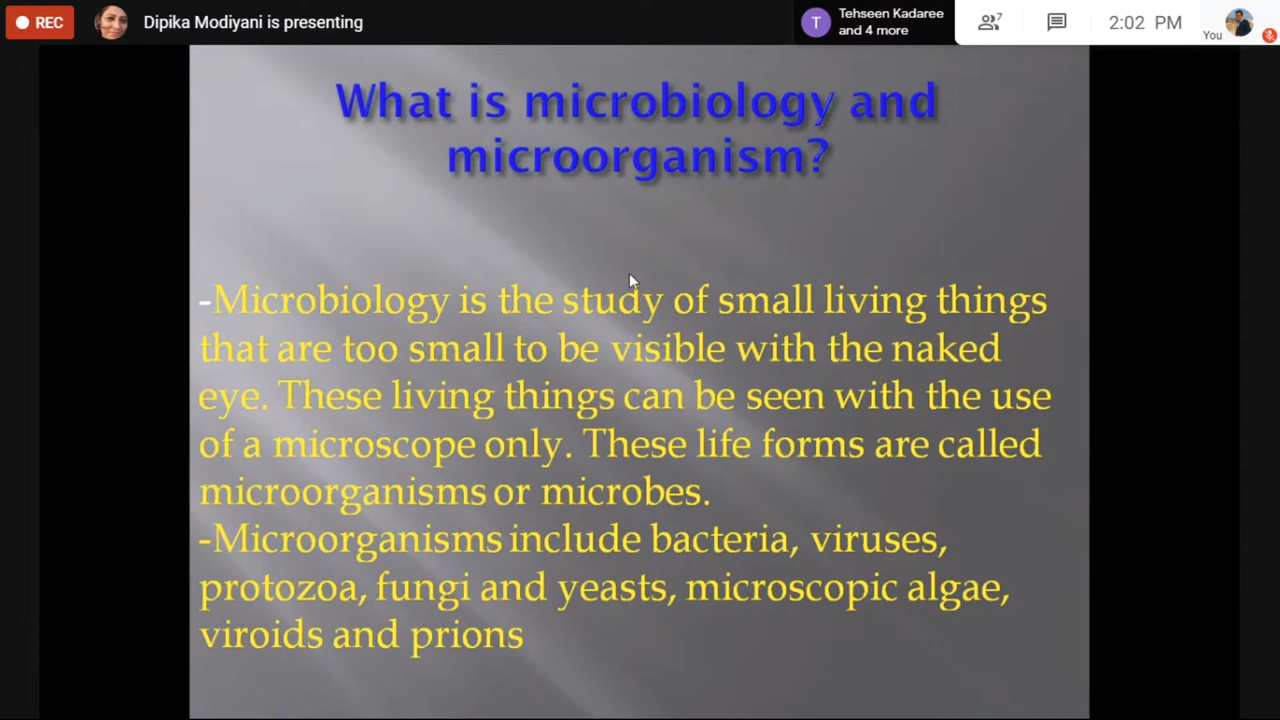 REC
Dipika Modiyani is presenting
T
Tehseen Kadaree
and 4 more
7
2:02 PM
You
What is microbiology and
microorganism?
-Microbiology is the study of small living things
that are too small to be visible with the naked
eye. These living things can be seen with the use
of a microscope only. These life forms are called
microorganisms or microbes.
-Microorganisms include bacteria, viruses,
protozoa, fungi and yeasts, microscopic algae,
viroids and prions